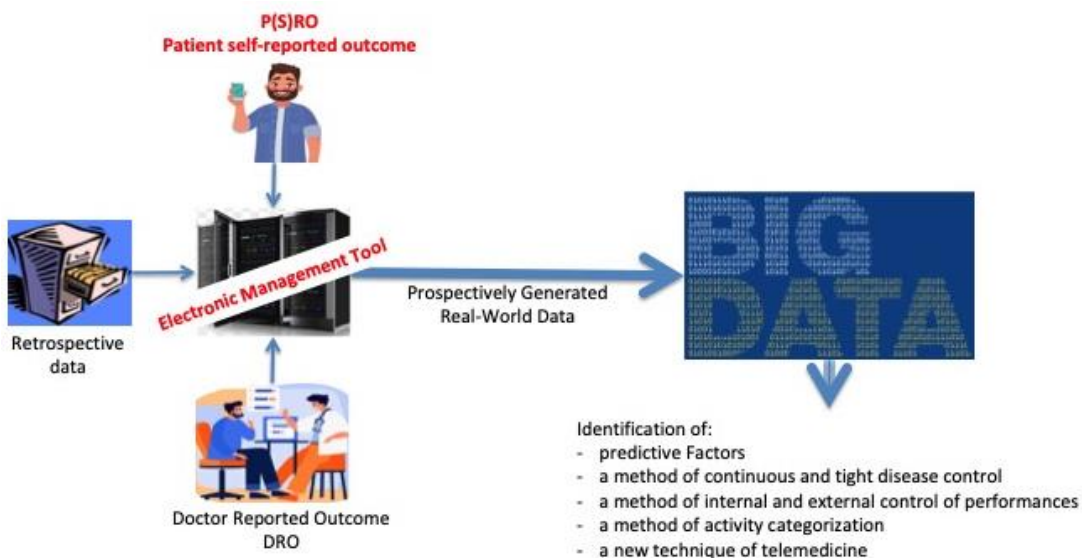 P(S)RO
Patient self-reported outcome
Electronic Management Tool
Retrospective
data
Prospectively Generated
Real-World Data
BIG
DATA
Doctor Reported Outcome
DRO
Identification of:
- predictive Factors
- a method of continuous and tight disease control
- a method of internal and external control of performances
- a method of activity categorization
- a new technique of telemedicine